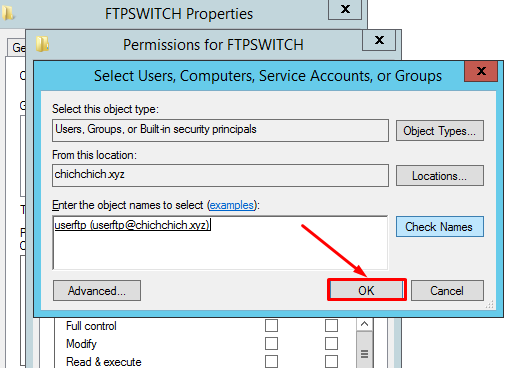 FTPSWITCH Properties
Permissions for FTPSWITCH
Select Users, Computers, Service Accounts, or Groups
Select this object type:
Users, Groups, or Built-in security principals
Object Types...
From this location:
chichchich.xyz
Locations...
Enter the object names to select (examples):
userftp (userftp@chichchich.xyz)
Check Names
Advanced...
OK
Cancel
Full control
Modify
Read & execute